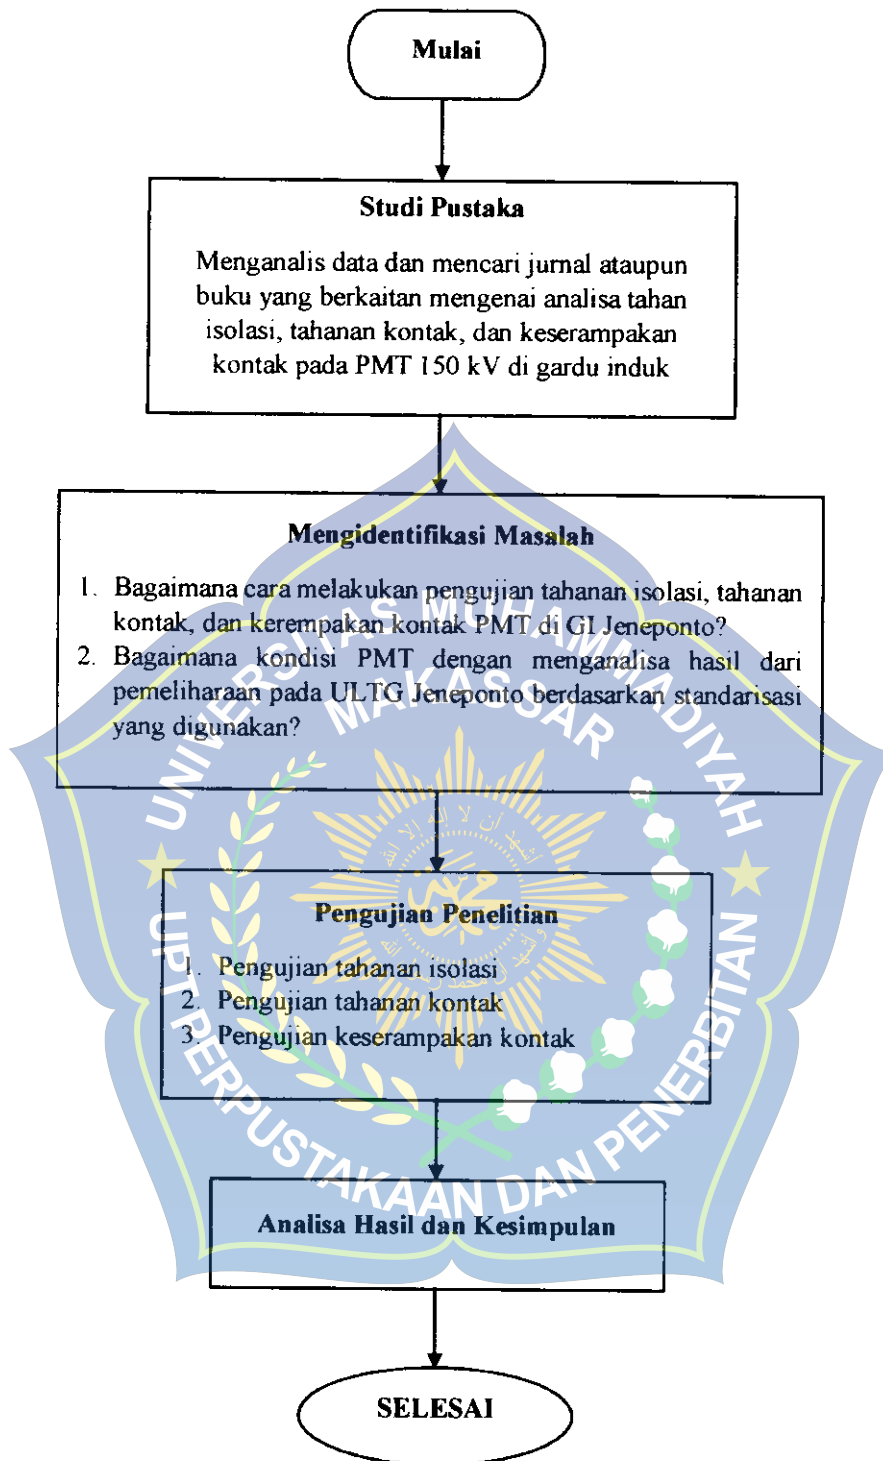 Mulai
Studi Pustaka
Menganalis data dan mencari jurnal ataupun
buku yang berkaitan mengenai analisa tahan
isolasi, tahanan kontak, dan keserampakan
kontak pada PMT 150 kV di gardu induk
Mengidentifikasi Masalah
1. Bagaimana cara melakukan pengujian tahanan isolasi, tahanan
kontak, dan kerempakan kontak PMT di GI Jeneponto?
2. Bagaimana kondisi PMT dengan menganalisa hasil dari
pemeliharaan pada ULTG Jeneponto berdasarkan standarisasi
yang digunakan?
Pengujian Penelitian
1. Pengujian tahanan isolasi
2. Pengujian tahanan kontak
3. Pengujian keserampakan kontak
Analisa Hasil dan Kesimpulan
SELESAI
UNIVERSITAS MUHAMMADIYAH
MAKASSAR
UPT PERPUSTAKAAN DAN PENERBITAN